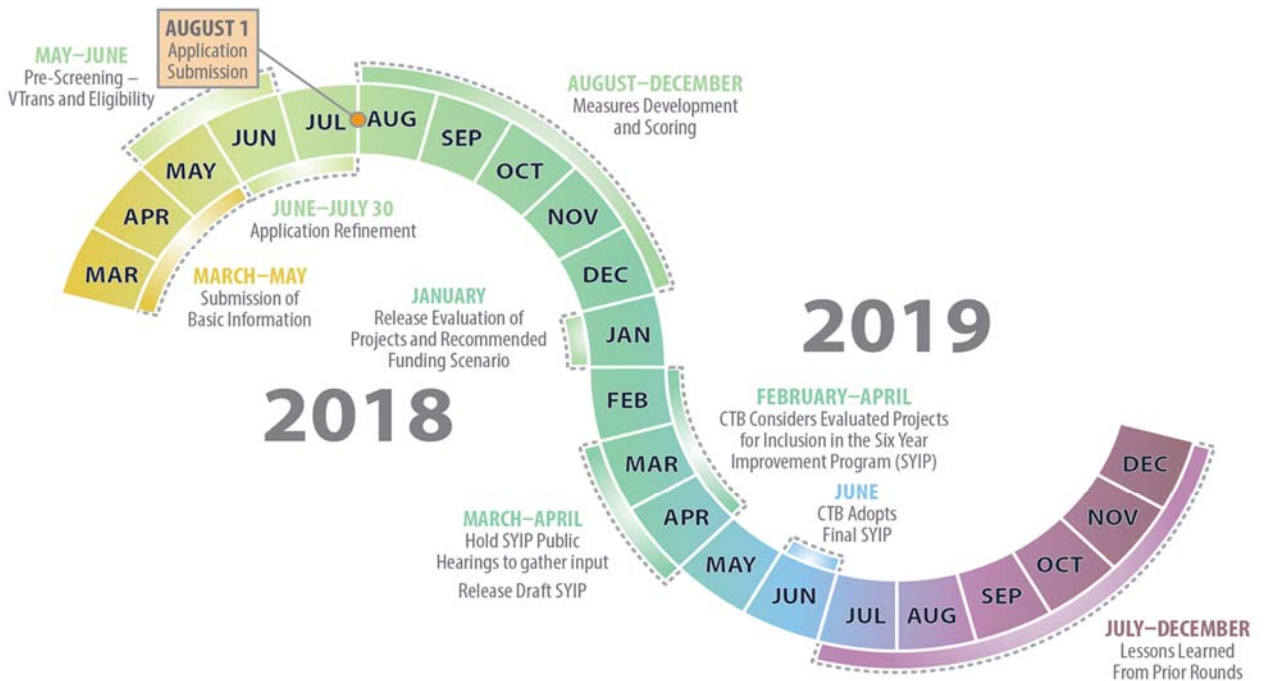 AUGUST 1
Application
Submission
MAY–JUNE
Pre-Screening –
VTrans and Eligibility
AUGUST–DECEMBER
Measures Development
and Scoring
MAR
APR
MAY
JUN
JUL
AUG
SEP
OCT
NOV
DEC
JUNE–JULY 30
Application Refinement
MARCH–MAY
Submission of
Basic Information
JANUARY
Release Evaluation of
Projects and Recommended
Funding Scenario
2018
2019
JAN
FEB
MAR
APR
MAY
JUN
JUL
AUG
SEP
OCT
NOV
DEC
FEBRUARY–APRIL
CTB Considers Evaluated Projects
for Inclusion in the Six Year
Improvement Program (SYIP)
MARCH–APRIL
Hold SYIP Public
Hearings to gather input
Release Draft SYIP
JUNE
CTB Adopts
Final SYIP
JULY–DECEMBER
Lessons Learned
From Prior Rounds